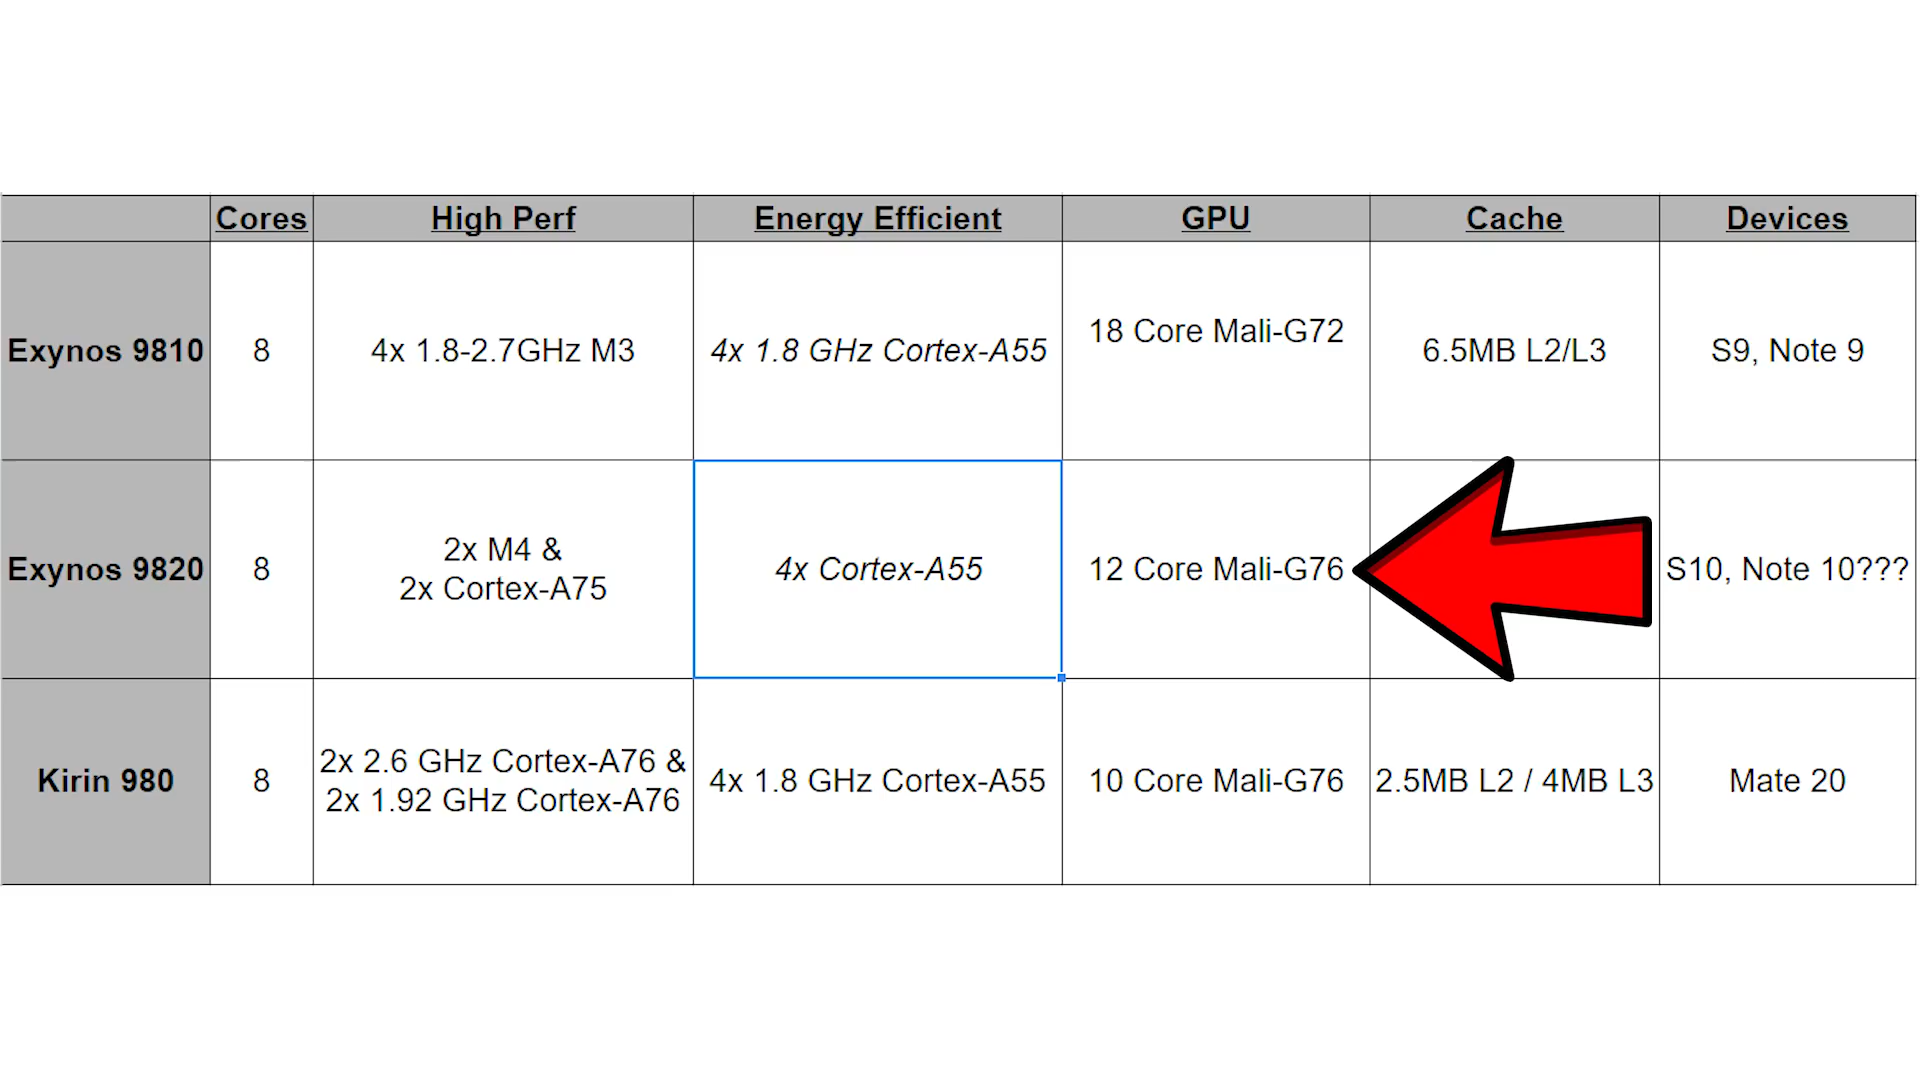 Cores High Perf Energy Efficient GPU Cache Devices
Exynos 9810 8 4x 1.8-2.7GHz M3 4x 1.8 GHz Cortex-A55 18 Core Mali-G72 6.5MB L2/L3 S9, Note 9
Exynos 9820 8 2x M4 &
2x Cortex-A75 4x Cortex-A55 12 Core Mali-G76 S10, Note 10???
Kirin 980 8 2x 2.6 GHz Cortex-A76 &
2x 1.92 GHz Cortex-A76 4x 1.8 GHz Cortex-A55 10 Core Mali-G76 2.5MB L2 / 4MB L3 Mate 20